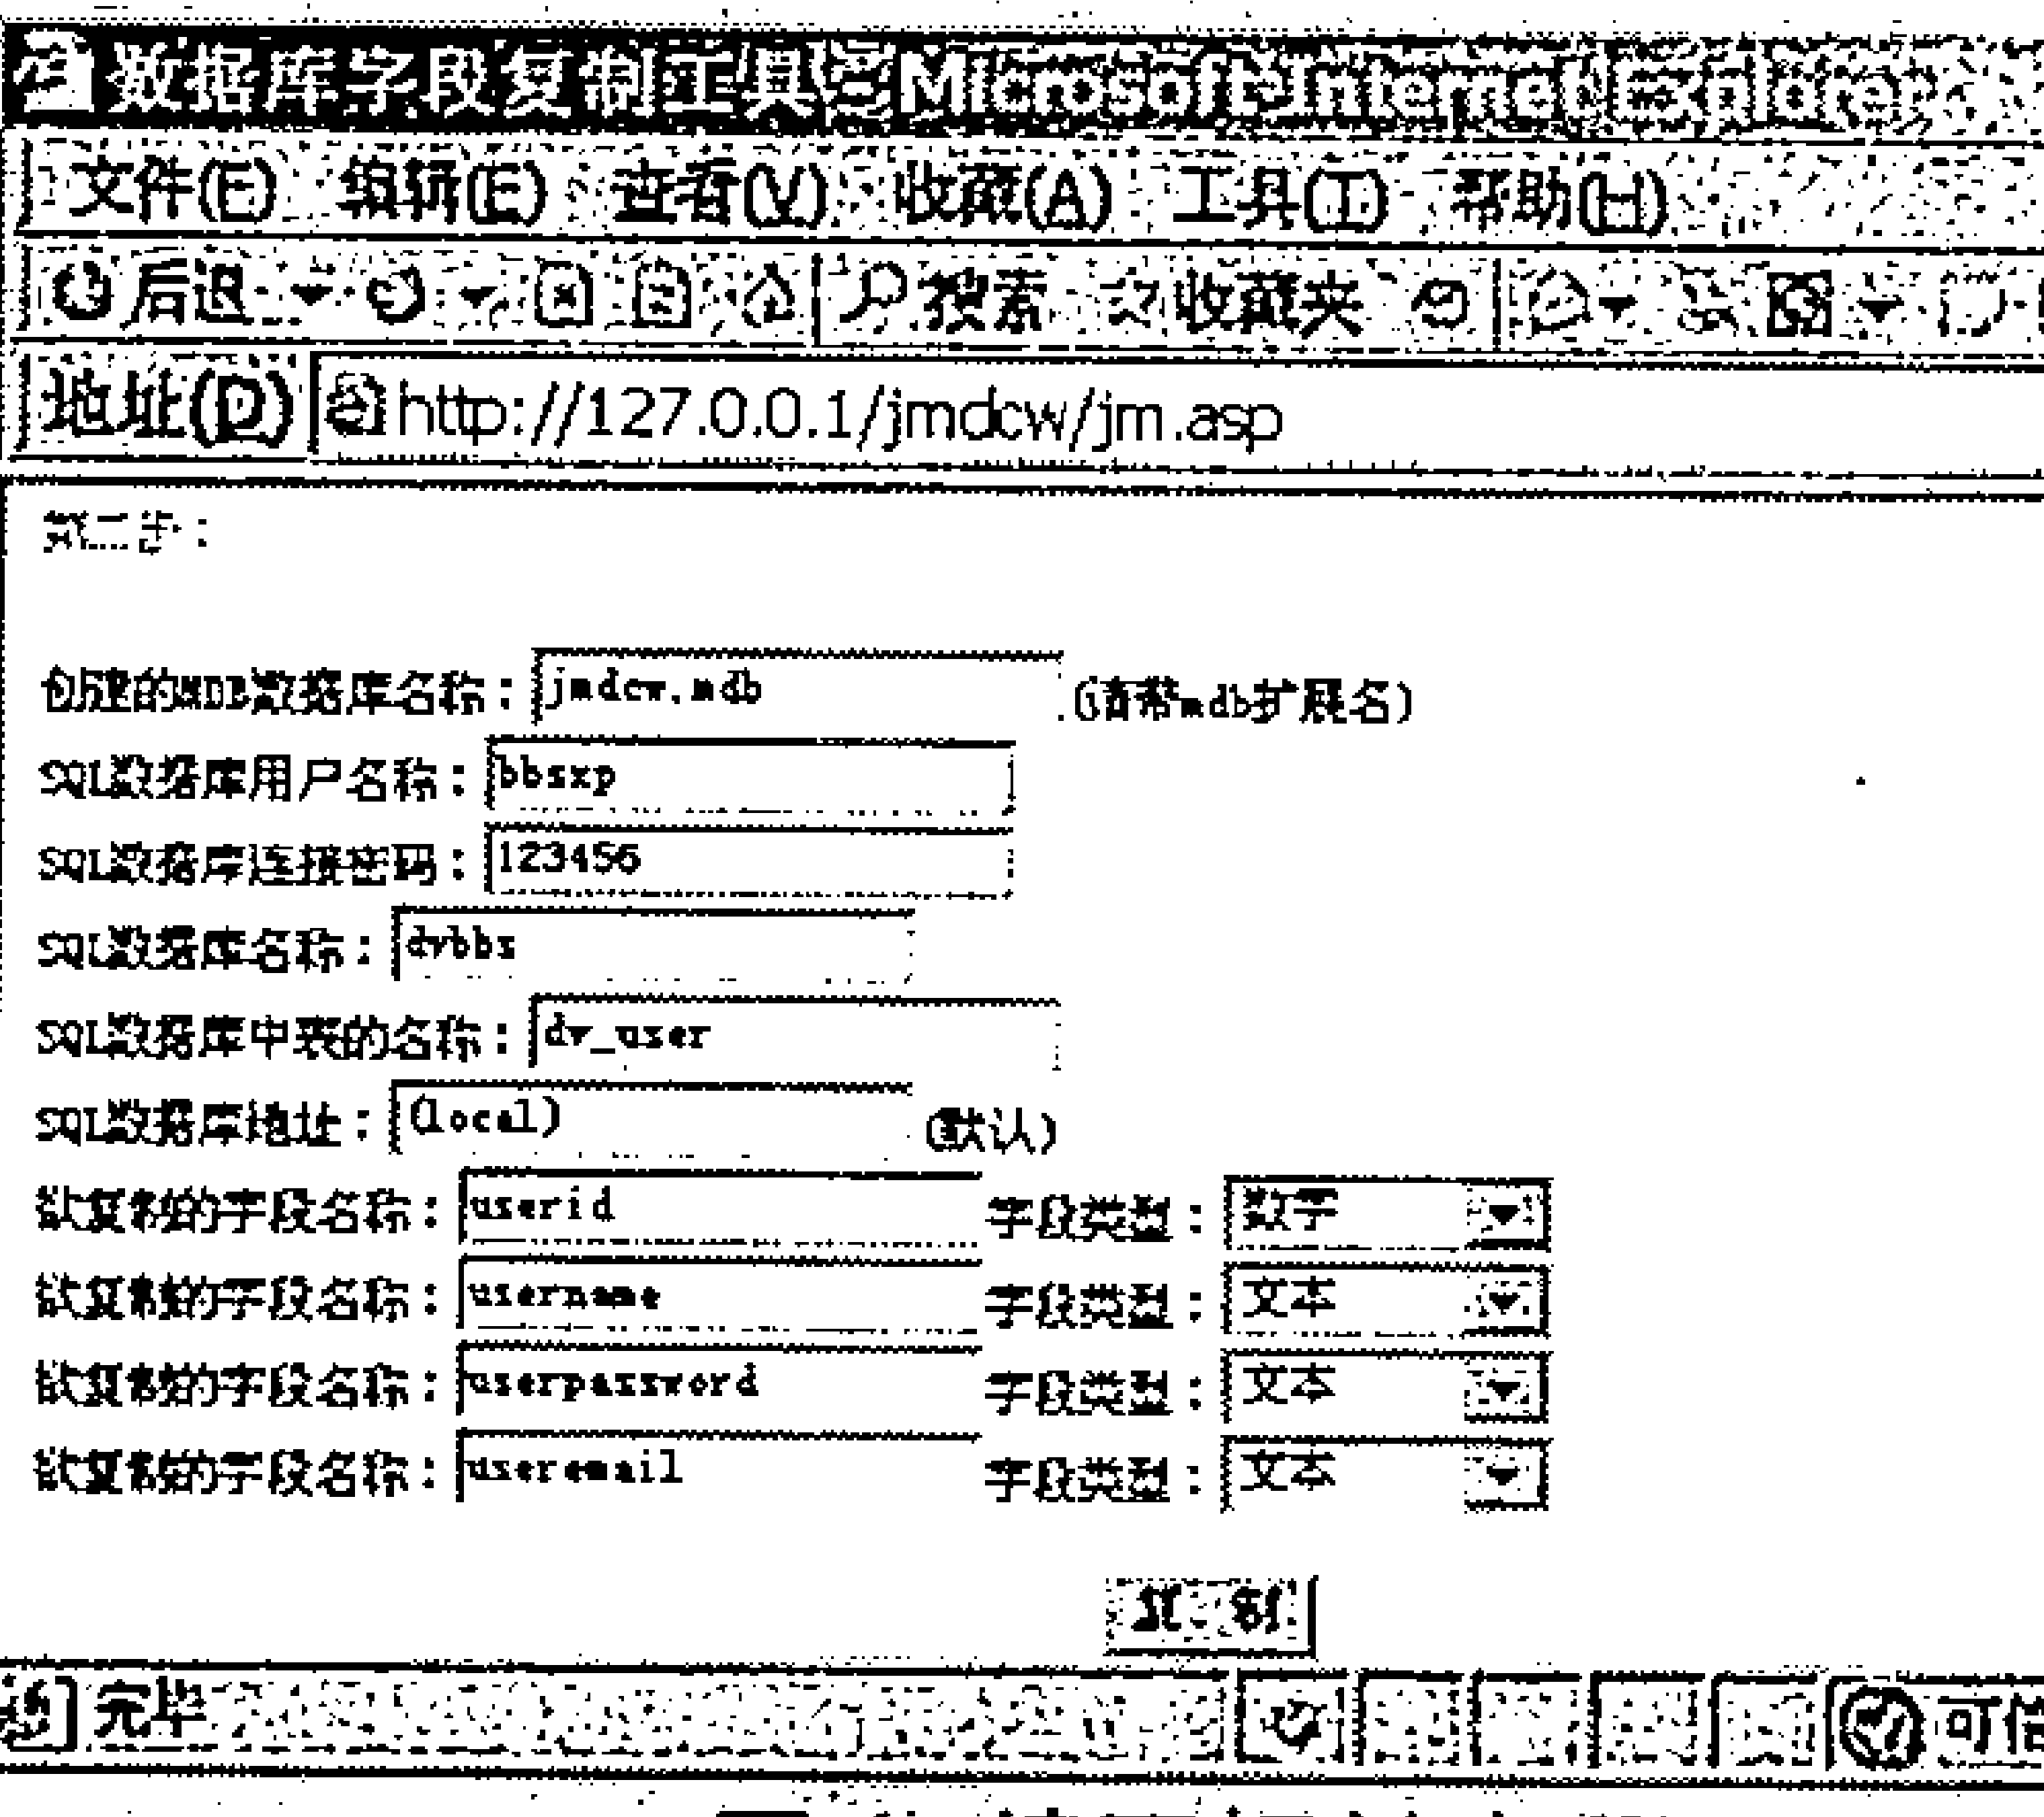 数据库字段复制工具 - Microsoft Internet Explorer
文件(F) 编辑(E) 查看(V) 收藏(A) 工具(T) 帮助(H)
后退 搜索 收藏夹
地址(D) http://127.0.0.1/jmdcw/jm.asp
第二步：
创建的MDB数据库名称： jmdcw.mdb (请带mdb扩展名)
SQL数据库用户名称： bbsxp
SQL数据库连接密码： 123456
SQL数据库名称： dvbbs
SQL数据库中表的名称： dv_user
SQL数据库地址： (local) (默认)
欲复制的字段名称： userid 字段类型： 数字
欲复制的字段名称： username 字段类型： 文本
欲复制的字段名称： userpassword 字段类型： 文本
欲复制的字段名称： useremail 字段类型： 文本
完毕 可信